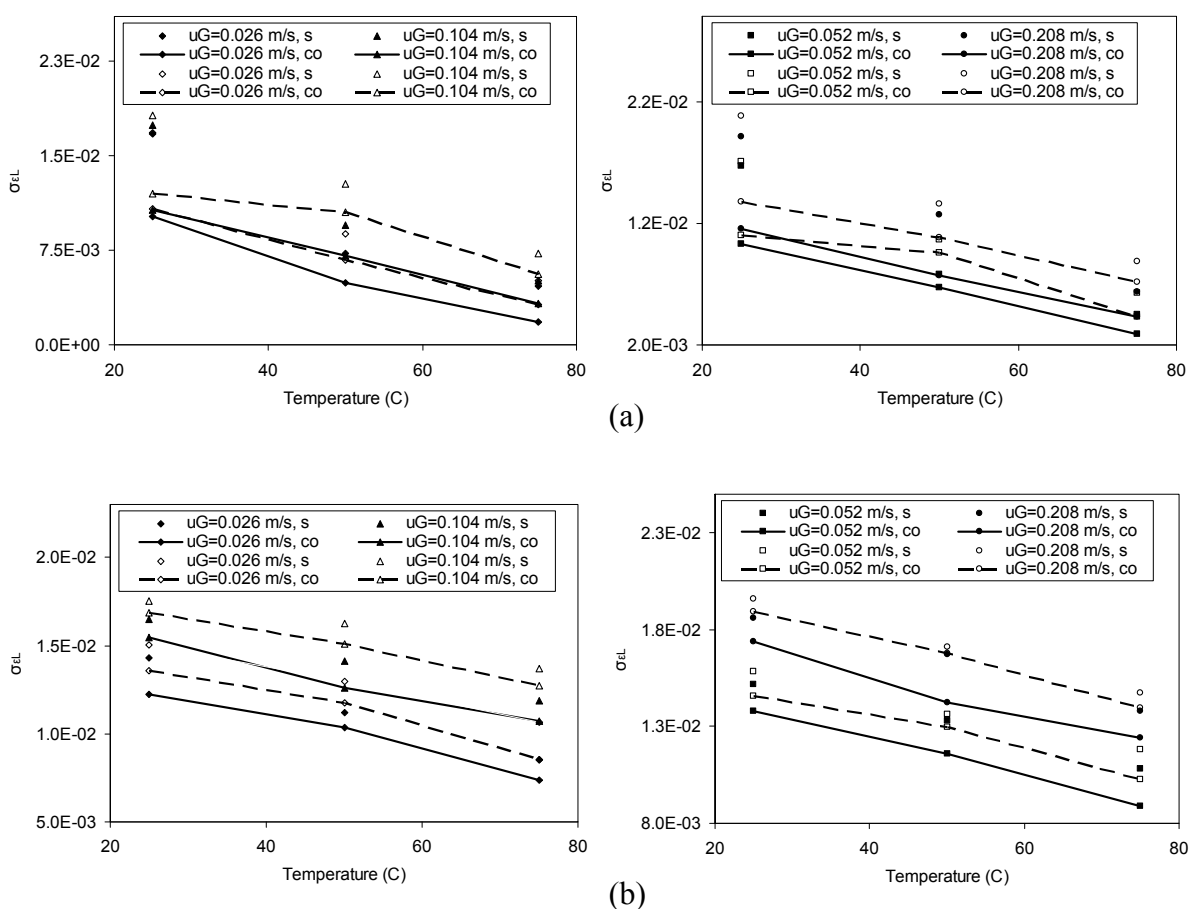 uG=0.026 m/s, s uG=0.104 m/s, s
uG=0.026 m/s, co uG=0.104 m/s, co
uG=0.026 m/s, s uG=0.104 m/s, s
uG=0.026 m/s, co uG=0.104 m/s, co
2.3E-02
1.5E-02
7.5E-03
0.0E+00
σεL
20 40 60 80
Temperature (C)
uG=0.052 m/s, s uG=0.208 m/s, s
uG=0.052 m/s, co uG=0.208 m/s, co
uG=0.052 m/s, s uG=0.208 m/s, s
uG=0.052 m/s, co uG=0.208 m/s, co
2.2E-02
1.2E-02
2.0E-03
σεL
20 40 60 80
Temperature (C)
(a)
uG=0.026 m/s, s uG=0.104 m/s, s
uG=0.026 m/s, co uG=0.104 m/s, co
uG=0.026 m/s, s uG=0.104 m/s, s
uG=0.026 m/s, co uG=0.104 m/s, co
2.0E-02
1.5E-02
1.0E-02
5.0E-03
σεL
20 40 60 80
Temperature (C)
uG=0.052 m/s, s uG=0.208 m/s, s
uG=0.052 m/s, co uG=0.208 m/s, co
uG=0.052 m/s, s uG=0.208 m/s, s
uG=0.052 m/s, co uG=0.208 m/s, co
2.3E-02
1.8E-02
1.3E-02
8.0E-03
σεL
20 40 60 80
Temperature (C)
(b)